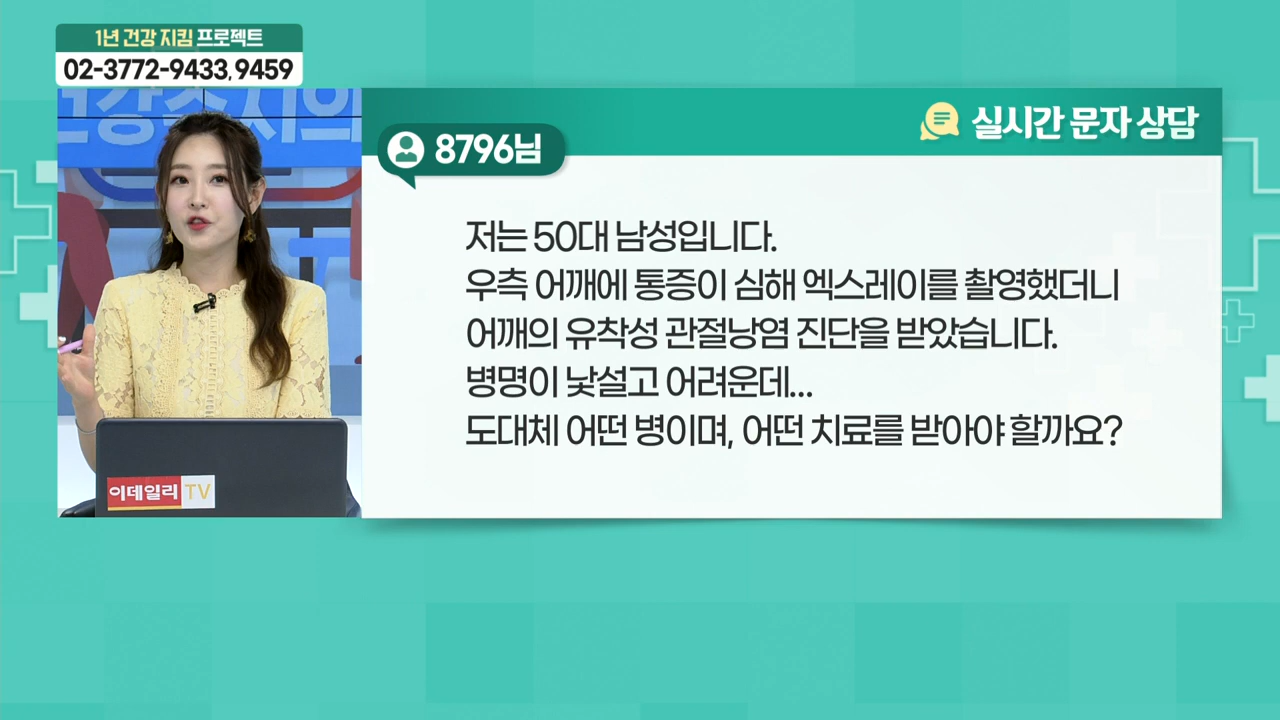 1년 건강 지킴 프로젝트
02-3772-9433, 9459
실시간 문자 상담
8796님
저는 50대 남성입니다.
우측 어깨에 통증이 심해 엑스레이를 촬영했더니
어깨의 유착성 관절낭염 진단을 받았습니다.
병명이 낯설고 어려운데...
도대체 어떤 병이며, 어떤 치료를 받아야 할까요?
이데일리 TV